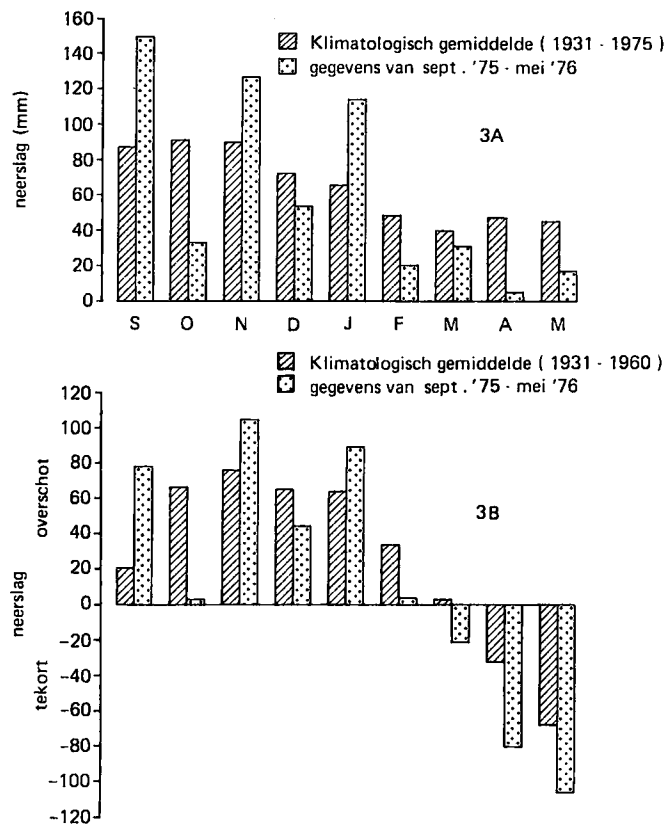 160
140
120
100
80
60
40
20
0
neerslag (mm)
Klimatologisch gemiddelde ( 1931 - 1975)
gegevens van sept . '75 - mei '76
3A
S O N D J F M A M
Klimatologisch gemiddelde ( 1931 - 1960 )
gegevens van sept . '75 - mei '76
120
100
80
60
40
20
0
-20
-40
-60
-80
-100
-120
overschot
neerslag
tekort
3B